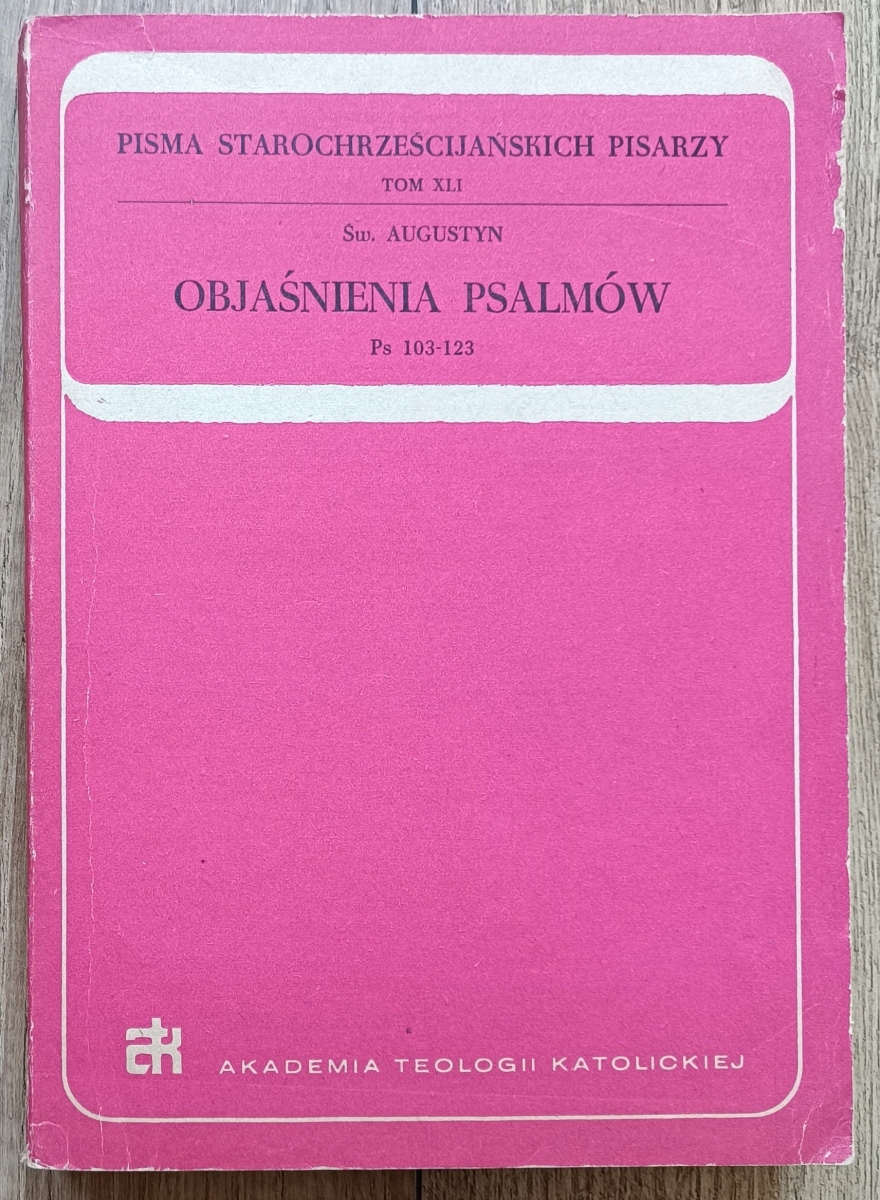 PISMA STAROCHRZEŚCIJAŃSKICH PISARZY
TOM XLI
Św. AUGUSTYN
OBJAŚNIENIA PSALMÓW
Ps 103-123
atk AKADEMIA TEOLOGII KATOLICKIEJ